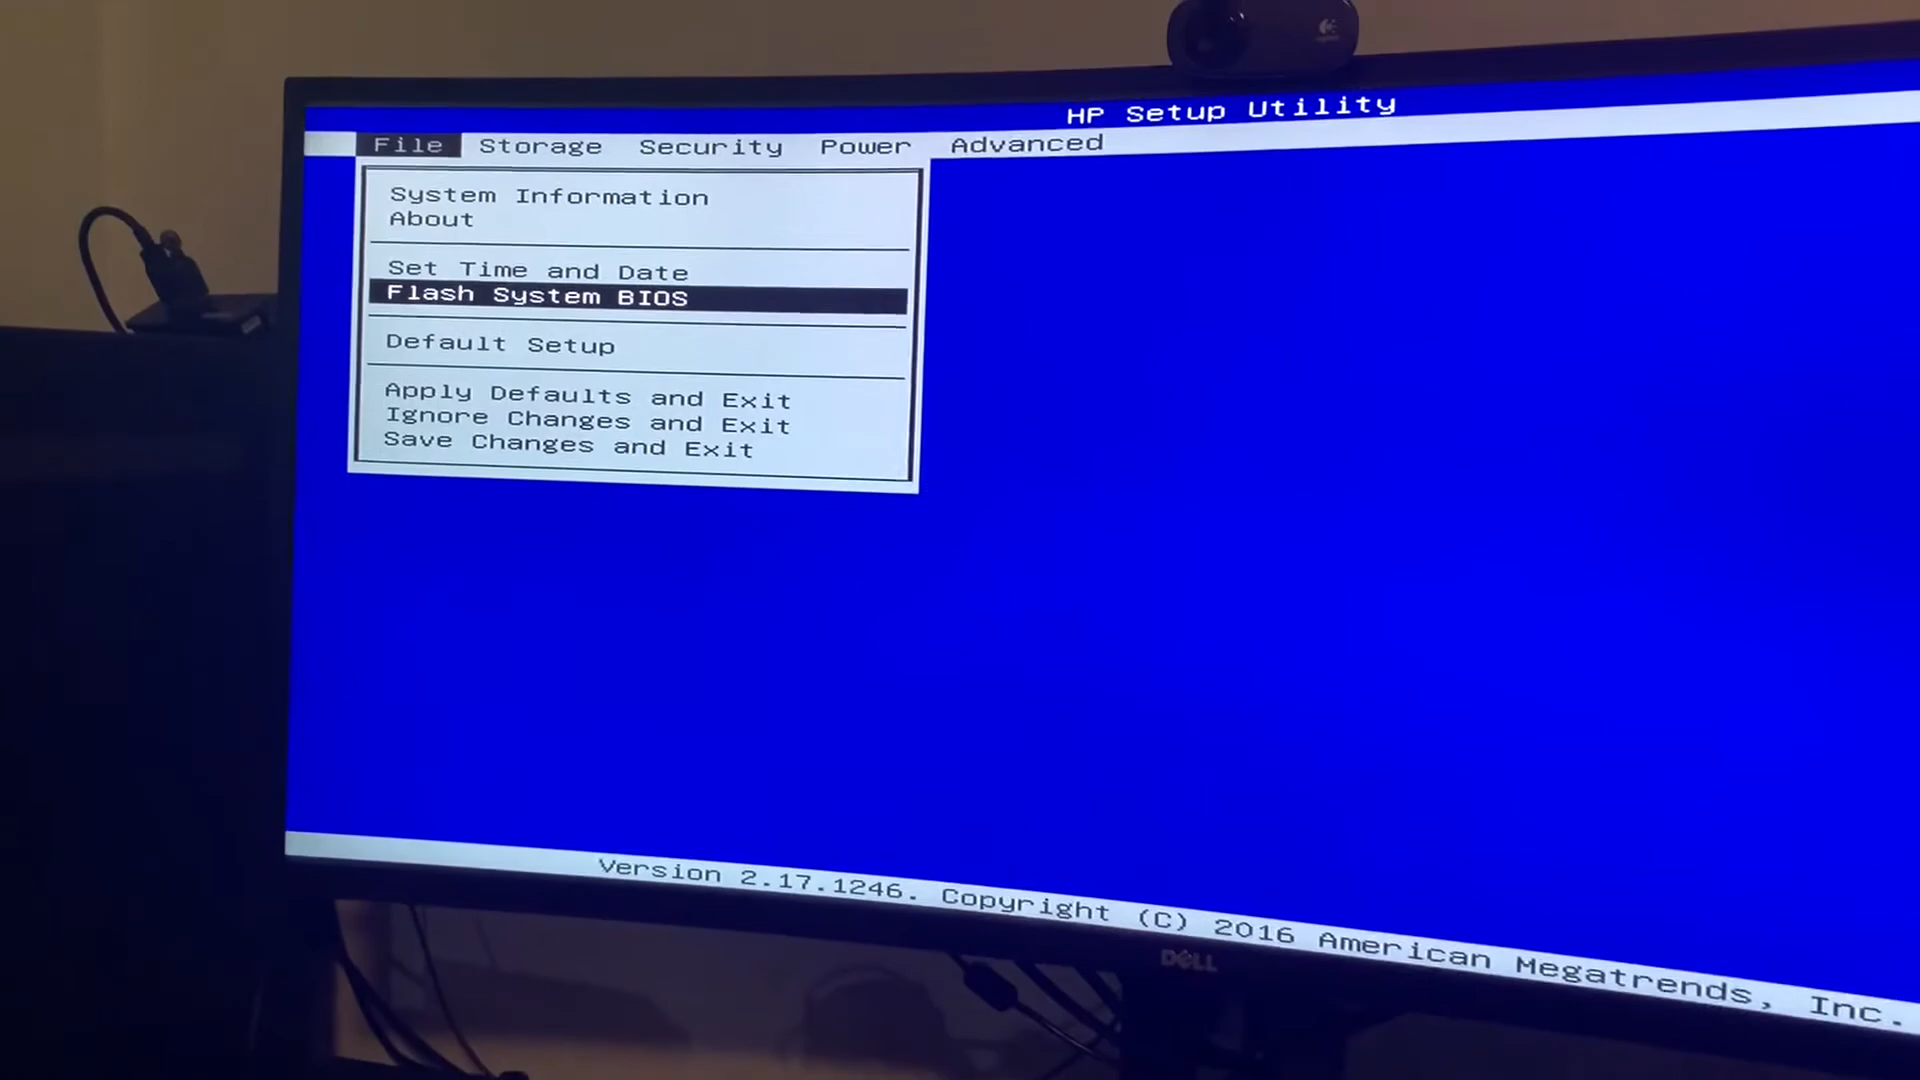 HP Setup Utility
File Storage Security Power Advanced
System Information
About
Set Time and Date
Flash System BIOS
Default Setup
Apply Defaults and Exit
Ignore Changes and Exit
Save Changes and Exit
Version 2.17.1246. Copyright (C) 2016 American Megatrends, Inc.
DELL